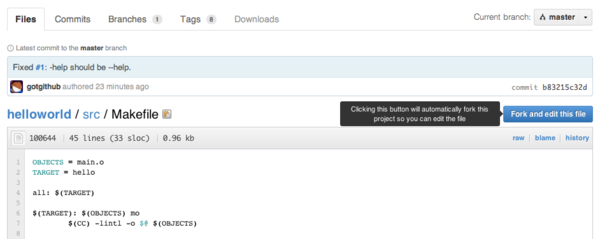 Files Commits Branches 1 Tags 8 Downloads Current branch: master
Latest commit to the master branch
Fixed #1: -help should be --help.
gotgithub authored 23 minutes ago commit b83215c32d
helloworld / src / Makefile
Clicking this button will automatically fork this
project so you can edit the file
Fork and edit this file
100644 45 lines (33 sloc) 0.96 kb raw blame history
1
2 OBJECTS = main.o
3 TARGET = hello
4
all: $(TARGET)
5
6 $(TARGET): $(OBJECTS) mo
7 $(CC) -lintl -o $@ $(OBJECTS)
8